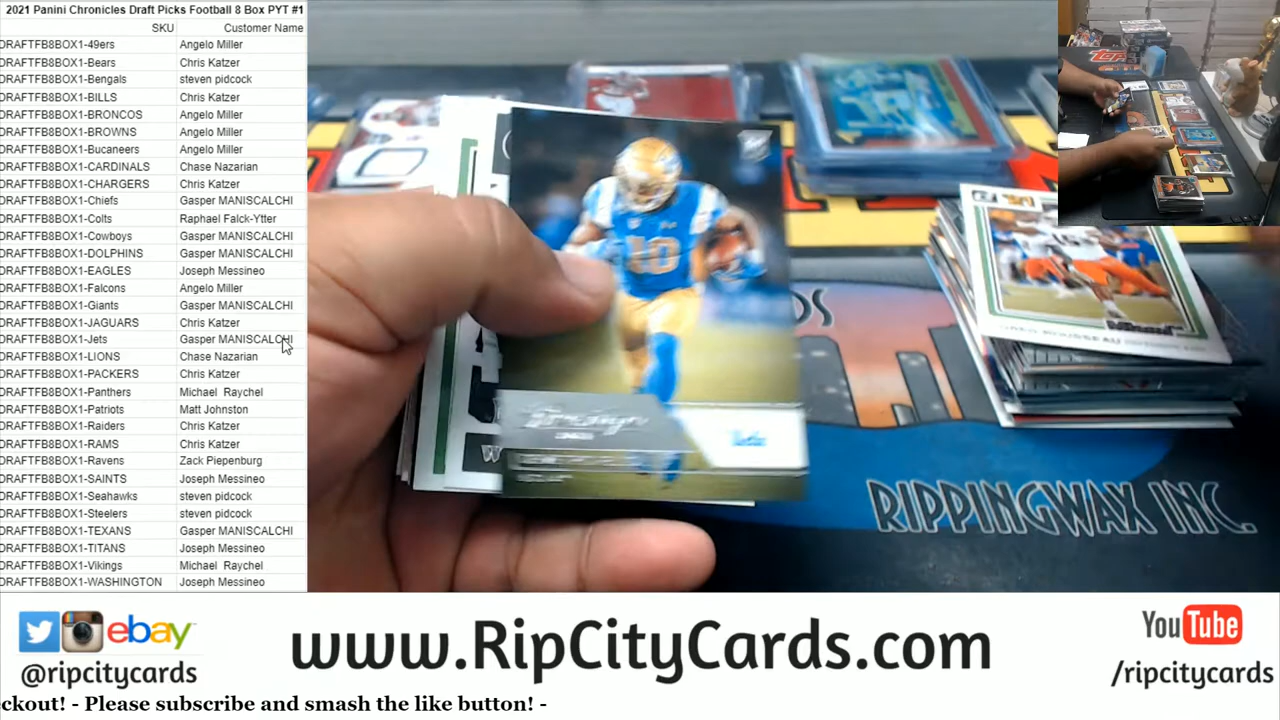 2021 Panini Chronicles Draft Picks Football 8 Box PYT #1
SKU Customer Name
DRAFTFB8BOX1-49ers Angelo Miller
DRAFTFB8BOX1-Bears Chris Katzer
DRAFTFB8BOX1-Bengals steven pidcock
DRAFTFB8BOX1-BILLS Chris Katzer
DRAFTFB8BOX1-BRONCOS Angelo Miller
DRAFTFB8BOX1-BROWNS Angelo Miller
DRAFTFB8BOX1-Bucaneers Angelo Miller
DRAFTFB8BOX1-CARDINALS Chase Nazarian
DRAFTFB8BOX1-CHARGERS Chris Katzer
DRAFTFB8BOX1-Chiefs Gasper MANISCALCHI
DRAFTFB8BOX1-Colts Raphael Falck-Ytter
DRAFTFB8BOX1-Cowboys Gasper MANISCALCHI
DRAFTFB8BOX1-DOLPHINS Gasper MANISCALCHI
DRAFTFB8BOX1-EAGLES Joseph Messineo
DRAFTFB8BOX1-Falcons Angelo Miller
DRAFTFB8BOX1-Giants Gasper MANISCALCHI
DRAFTFB8BOX1-JAGUARS Chris Katzer
DRAFTFB8BOX1-Jets Gasper MANISCALCHI
DRAFTFB8BOX1-LIONS Chase Nazarian
DRAFTFB8BOX1-PACKERS Chris Katzer
DRAFTFB8BOX1-Panthers Michael Raychel
DRAFTFB8BOX1-Patriots Matt Johnston
DRAFTFB8BOX1-Raiders Chris Katzer
DRAFTFB8BOX1-RAMS Chris Katzer
DRAFTFB8BOX1-Ravens Zack Piepenburg
DRAFTFB8BOX1-SAINTS Joseph Messineo
DRAFTFB8BOX1-Seahawks steven pidcock
DRAFTFB8BOX1-Steelers steven pidcock
DRAFTFB8BOX1-TEXANS Gasper MANISCALCHI
DRAFTFB8BOX1-TITANS Joseph Messineo
DRAFTFB8BOX1-Vikings Michael Raychel
DRAFTFB8BOX1-WASHINGTON Joseph Messineo
10
Miami
RIPPINGWAX INC.
ebay
@ripcitycards
www.RipCityCards.com
YouTube
/ripcitycards
ckout! - Please subscribe and smash the like button! -